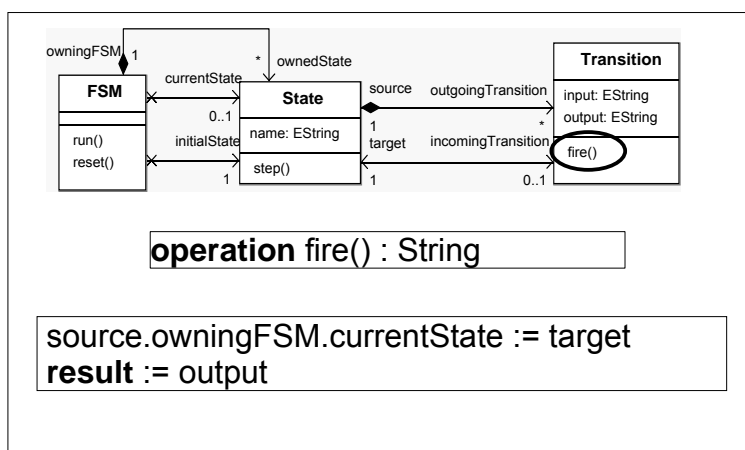 owningFSM 1 * ownedState
FSM
run()
reset()
currentState
0..1
initialState
1
State
name: EString
step()
source outgoingTransition
1 *
target incomingTransition
1 0..1
Transition
input: EString
output: EString
fire()
operation fire() : String
source.owningFSM.currentState := target
result := output